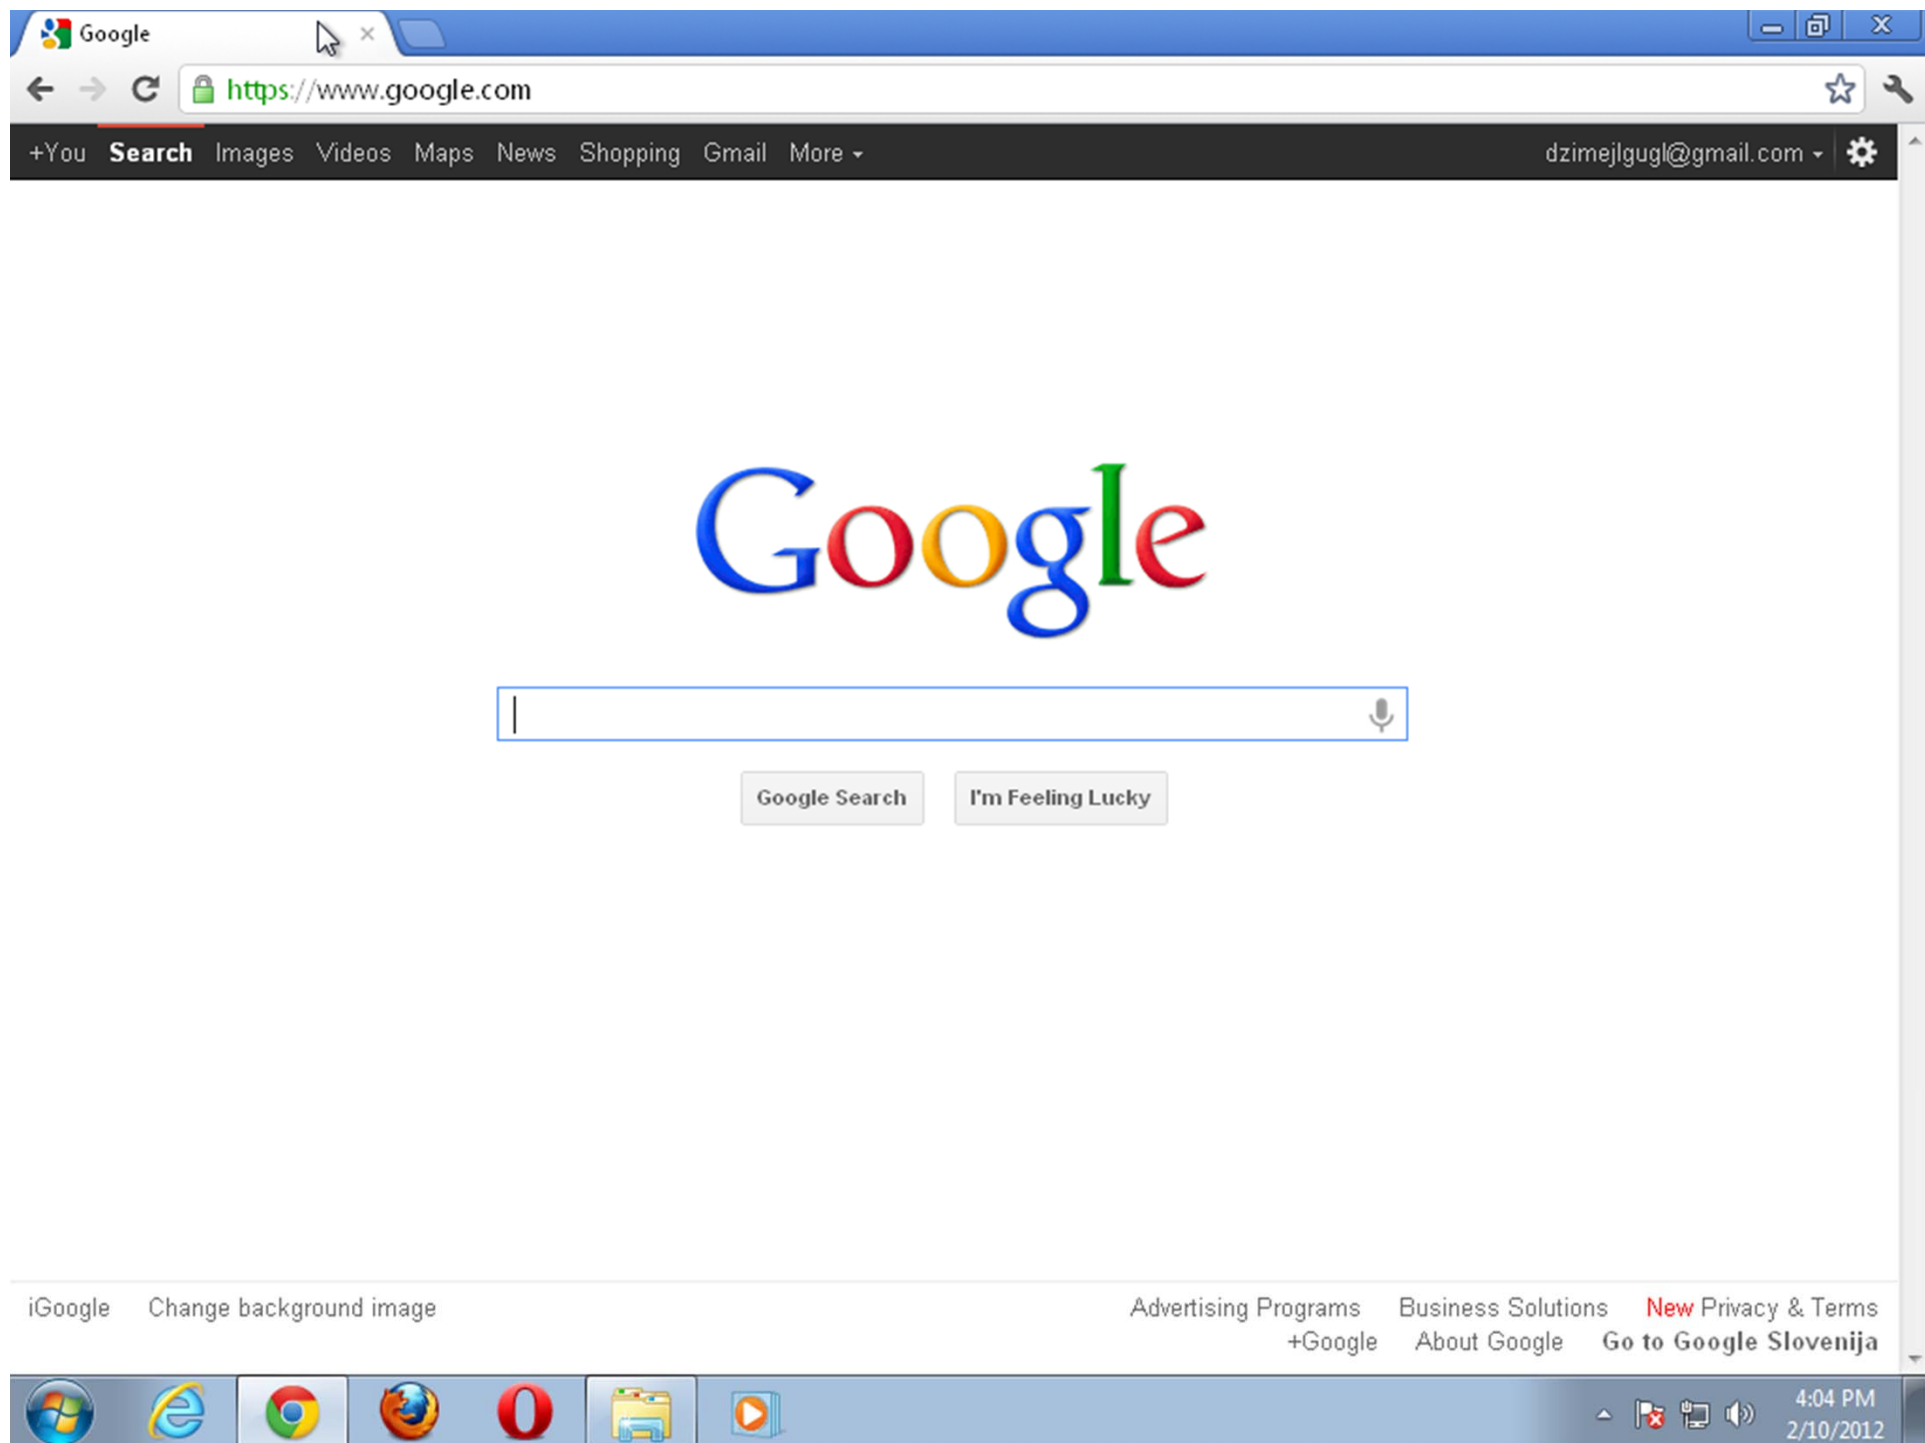 Google
https://www.google.com
+You Search Images Videos Maps News Shopping Gmail More dzimejlgugl@gmail.com
Google
Google Search I'm Feeling Lucky
iGoogle Change background image Advertising Programs Business Solutions New Privacy & Terms
+Google About Google Go to Google Slovenija
4:04 PM
2/10/2012